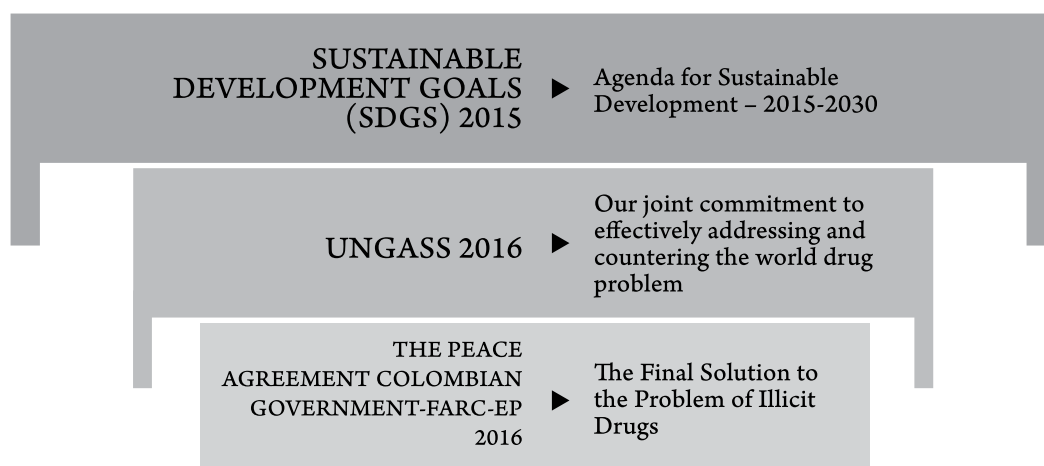 SUSTAINABLE
DEVELOPMENT GOALS
(SDGS) 2015
Agenda for Sustainable
Development – 2015-2030
UNGASS 2016
Our joint commitment to
effectively addressing and
countering the world drug
problem
THE PEACE
AGREEMENT COLOMBIAN
GOVERNMENT-FARC-EP
2016
The Final Solution to
the Problem of Illicit
Drugs